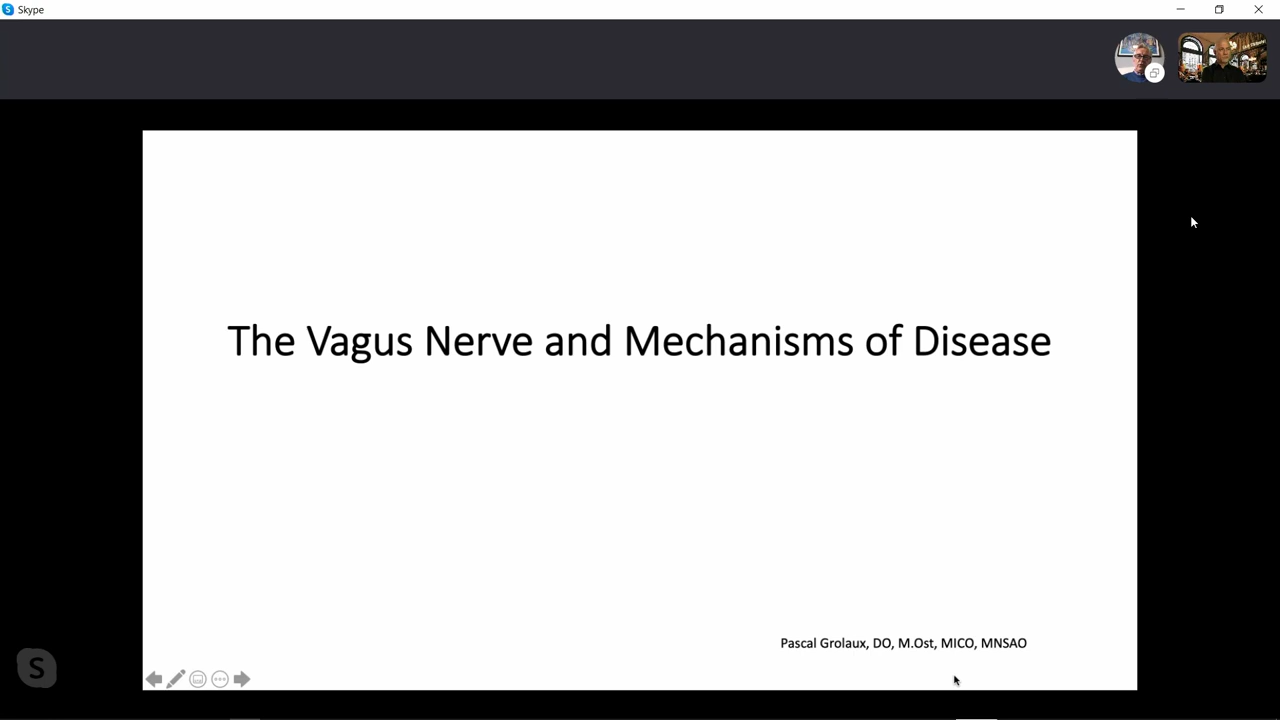 Skype
The Vagus Nerve and Mechanisms of Disease
Pascal Grolaux, DO, M.Ost, MICO, MNSAO